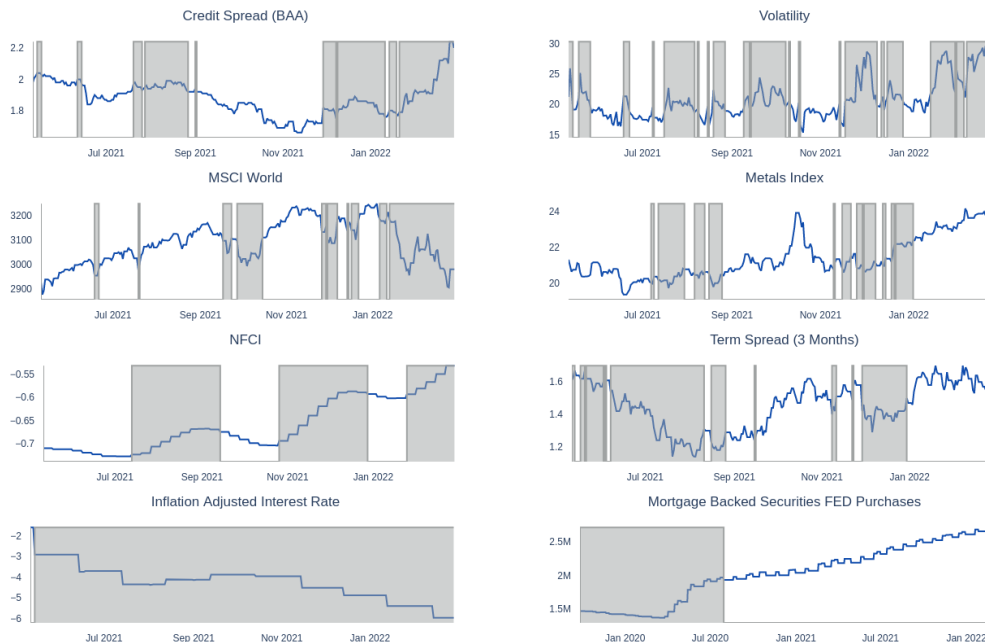 Credit Spread (BAA)
2.2
2
1.8
Jul 2021
Sep 2021
Nov 2021
Jan 2022
Volatility
30
25
20
15
Jul 2021
Sep 2021
Nov 2021
Jan 2022
MSCI World
3200
3100
3000
2900
Jul 2021
Sep 2021
Nov 2021
Jan 2022
Metals Index
24
22
20
Jul 2021
Sep 2021
Nov 2021
Jan 2022
NFCI
−0.55
−0.6
−0.65
−0.7
Jul 2021
Sep 2021
Nov 2021
Jan 2022
Term Spread (3 Months)
1.6
1.4
1.2
Jul 2021
Sep 2021
Nov 2021
Jan 2022
Inflation Adjusted Interest Rate
−2
−3
−4
−5
−6
Jul 2021
Sep 2021
Nov 2021
Jan 2022
Mortgage Backed Securities FED Purchases
2.5M
2M
1.5M
Jan 2020
Jul 2020
Jan 2021
Jul 2021
Jan 2022